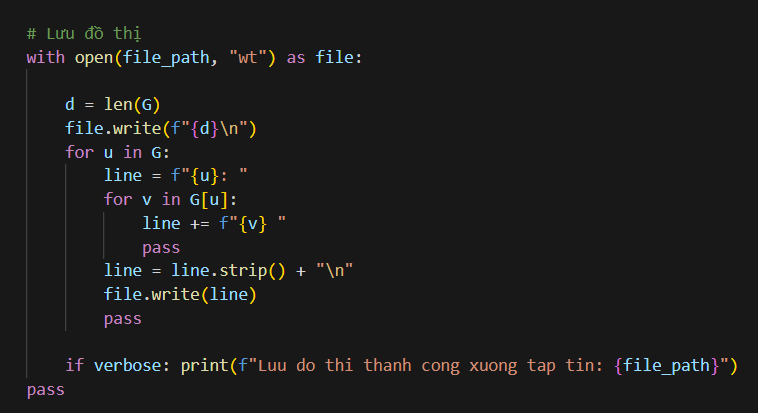 # Lưu đồ thị
with open(file_path, "wt") as file:
d = len(G)
file.write(f"{d}\n")
for u in G:
line = f"{u}: "
for v in G[u]:
line += f"{v} "
pass
line = line.strip() + "\n"
file.write(line)
pass
if verbose: print(f"Luu do thi thanh cong xuong tap tin: {file_path}")
pass